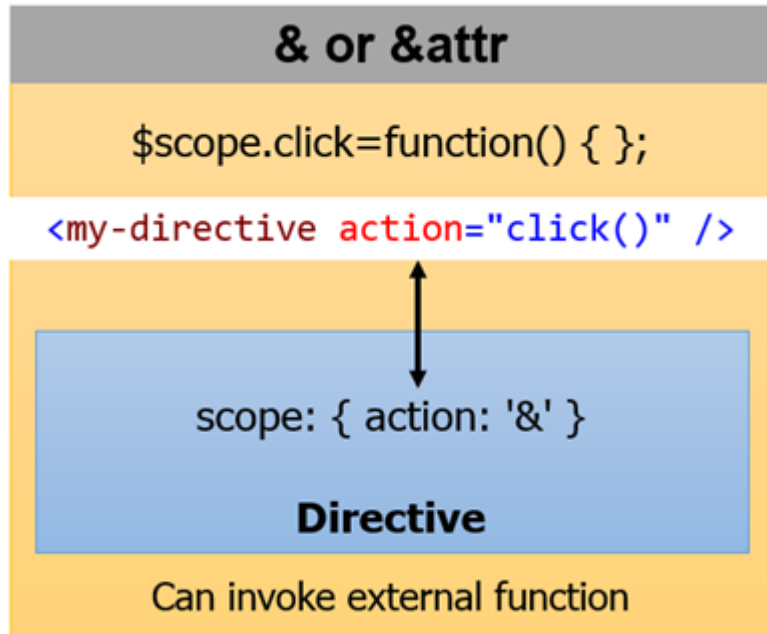 & or &attr
$scope.click=function() { };
<my-directive action="click()" />
scope: { action: '&' }
Directive
Can invoke external function